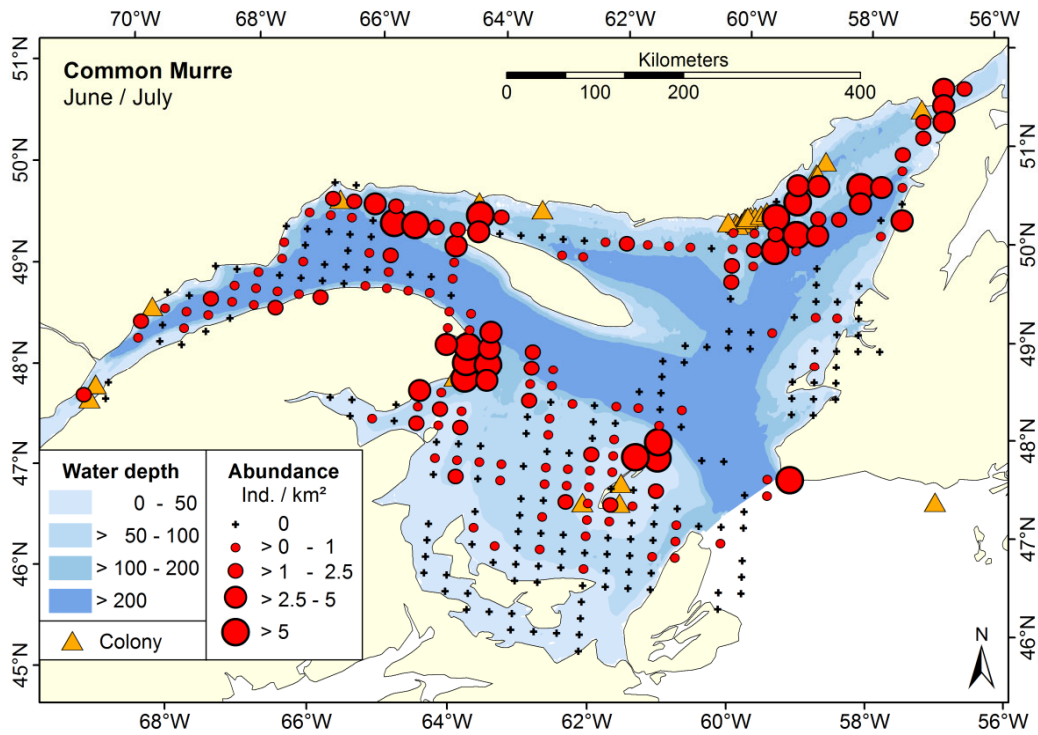 70°W 68°W 66°W 64°W 62°W 60°W 58°W 56°W
Common Murre
June / July
Kilometers
0 100 200 400
51°N
50°N
49°N
48°N
47°N
46°N
45°N
51°N
50°N
49°N
48°N
47°N
46°N
Water depth
0 - 50
> 50 - 100
> 100 - 200
> 200
Colony
Abundance
Ind. / km²
0
> 0 - 1
> 1 - 2.5
> 2.5 - 5
> 5
N
68°W 66°W 64°W 62°W 60°W 58°W 56°W